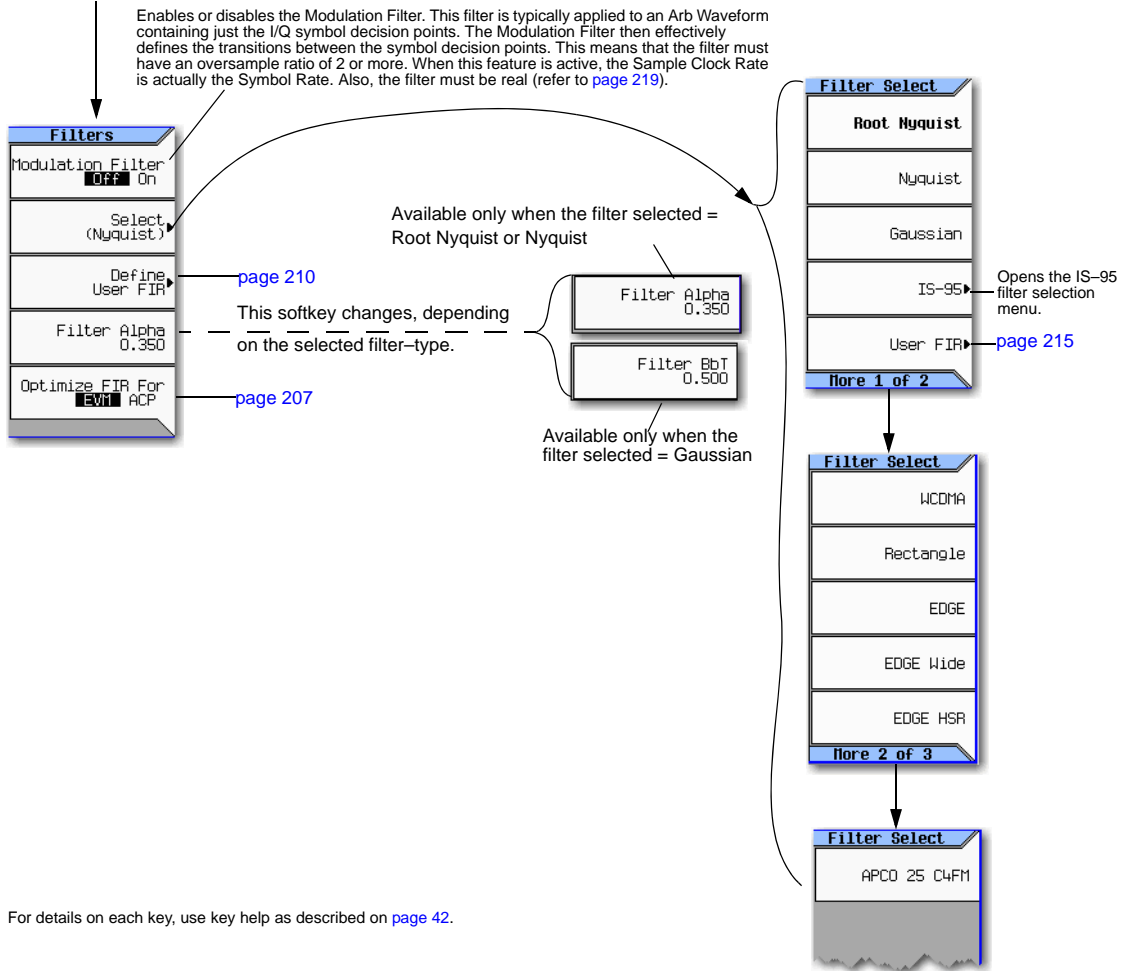 Enables or disables the Modulation Filter. This filter is typically applied to an Arb Waveform
containing just the I/Q symbol decision points. The Modulation Filter then effectively
defines the transitions between the symbol decision points. This means that the filter must
have an oversample ratio of 2 or more. When this feature is active, the Sample Clock Rate
is actually the Symbol Rate. Also, the filter must be real (refer to page 219).
Filters
Modulation Filter
Off On
Select
(Nyquist)
Define
User FIR
page 210
Filter Alpha
0.350
This softkey changes, depending
on the selected filter–type.
Optimize FIR For
EVM ACP
page 207
Available only when the filter selected =
Root Nyquist or Nyquist
Filter Alpha
0.350
Filter BbT
0.500
Available only when the
filter selected = Gaussian
Filter Select
Root Nyquist
Nyquist
Gaussian
IS-95
Opens the IS–95
filter selection
menu.
User FIR
page 215
More 1 of 2
Filter Select
WCDMA
Rectangle
EDGE
EDGE Wide
EDGE HSR
More 2 of 3
Filter Select
APCO 25 C4FM
For details on each key, use key help as described on page 42.